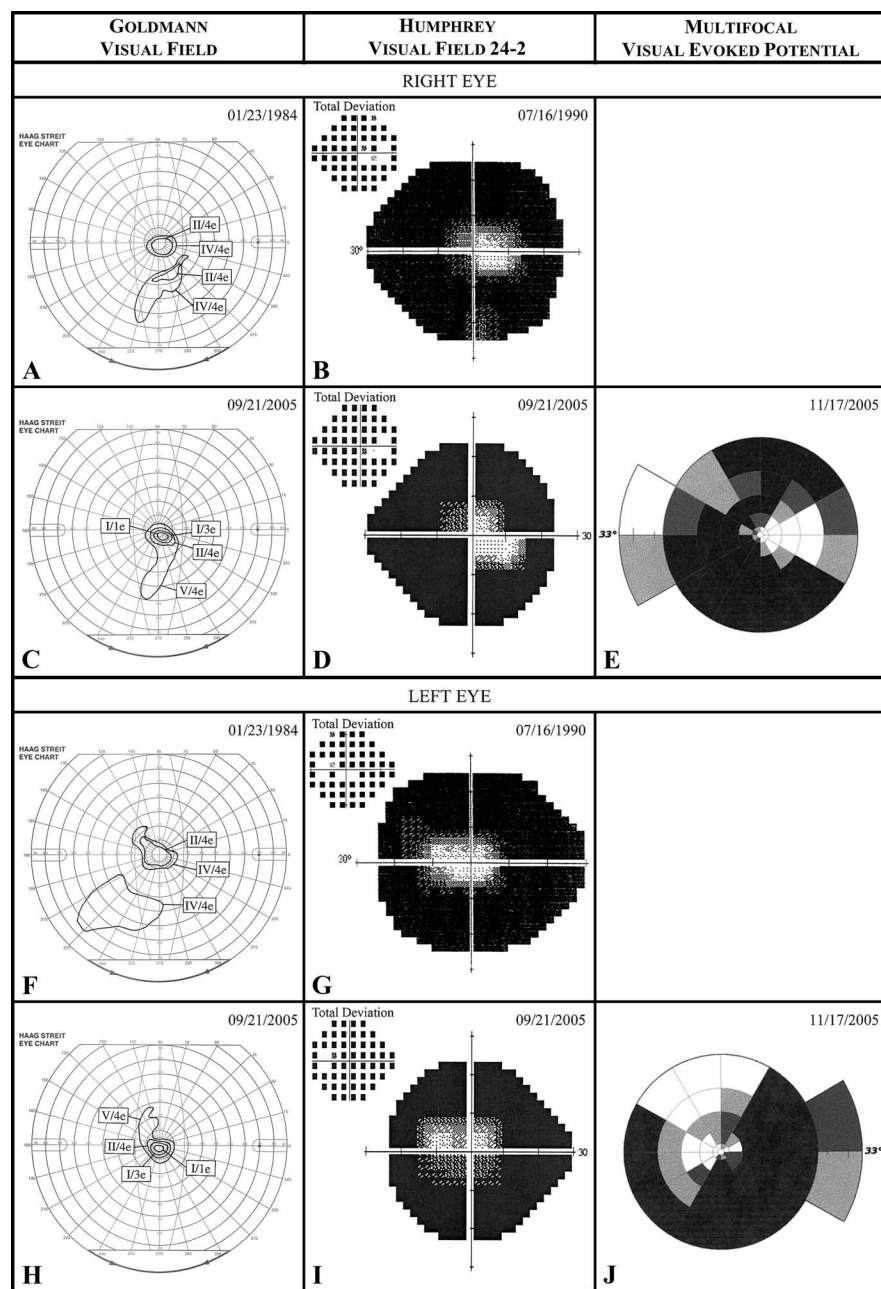 GOLDMANN
VISUAL FIELD
HUMPHREY
VISUAL FIELD 24-2
MULTIFOCAL
VISUAL EVOKED POTENTIAL
RIGHT EYE
01/23/1984
HAAG STREIT
EYE CHART
II/4e
IV/4e
II/4e
IV/4e
A
Total Deviation
07/16/1990
30°
B
09/21/2005
HAAG STREIT
EYE CHART
I/1e
I/3e
II/4e
V/4e
C
Total Deviation
09/21/2005
30
D
11/17/2005
33°
E
LEFT EYE
01/23/1984
HAAG STREIT
EYE CHART
II/4e
IV/4e
IV/4e
F
Total Deviation
07/16/1990
30°
G
09/21/2005
HAAG STREIT
EYE CHART
V/4e
II/4e
I/3e
I/1e
H
Total Deviation
09/21/2005
30
I
11/17/2005
33°
J